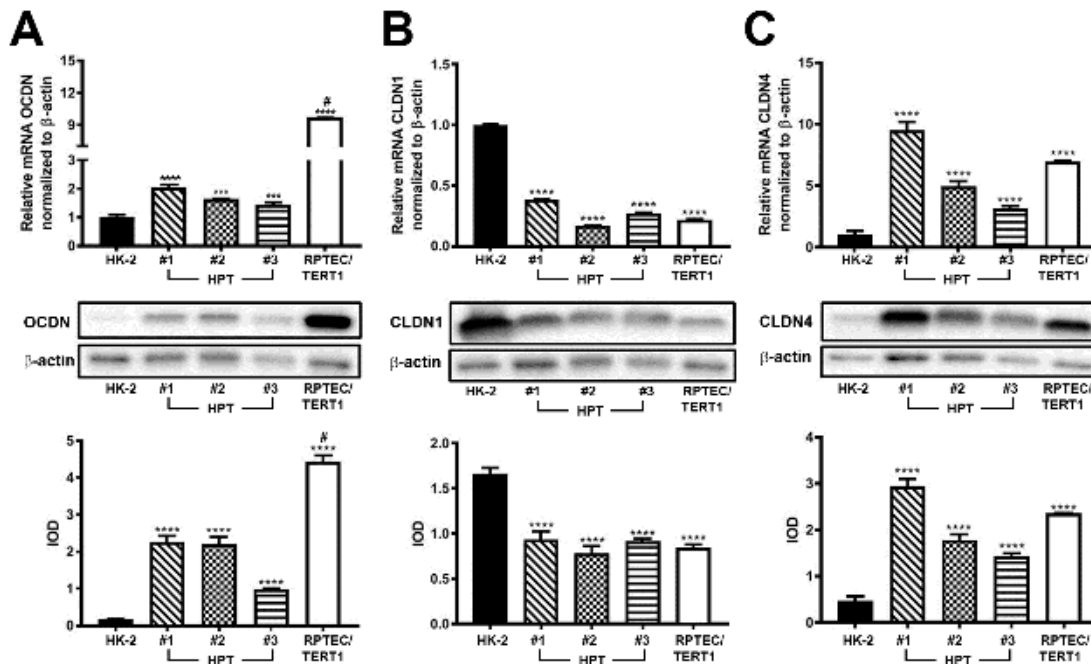 A
Relative mRNA OCDN
normalized to β-actin
15
12
9
6
3
2
1
0
****
***
***
#
****
HK-2 #1 #2 #3 RPTEC/
TERT1
HPT
OCDN
β-actin
HK-2 #1 #2 #3 RPTEC/
TERT1
HPT
IOD
5
4
3
2
1
0
****
****
****
#
****
HK-2 #1 #2 #3 RPTEC/
TERT1
HPT
B
Relative mRNA CLDN1
normalized to β-actin
1.5
1.0
0.5
0.0
****
****
****
****
HK-2 #1 #2 #3 RPTEC/
TERT1
HPT
CLDN1
β-actin
HK-2 #1 #2 #3 RPTEC/
TERT1
HPT
IOD
2.0
1.5
1.0
0.5
0.0
****
****
****
****
HK-2 #1 #2 #3 RPTEC/
TERT1
HPT
C
Relative mRNA CLDN4
normalized to β-actin
15
10
5
0
****
****
****
****
HK-2 #1 #2 #3 RPTEC/
TERT1
HPT
CLDN4
β-actin
HK-2 #1 #2 #3 RPTEC/
TERT1
HPT
IOD
4
3
2
1
0
****
****
****
****
HK-2 #1 #2 #3 RPTEC/
TERT1
HPT